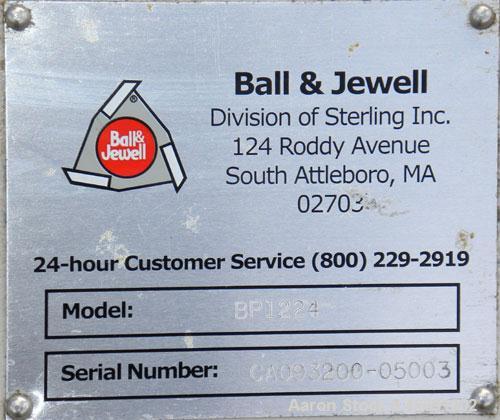 Ball & Jewell
Division of Sterling Inc.
124 Roddy Avenue
South Attleboro, MA
02703
®
Ball&
Jewell
24-hour Customer Service (800) 229-2919
Model: BP1224
Serial Number: CA093200-05003